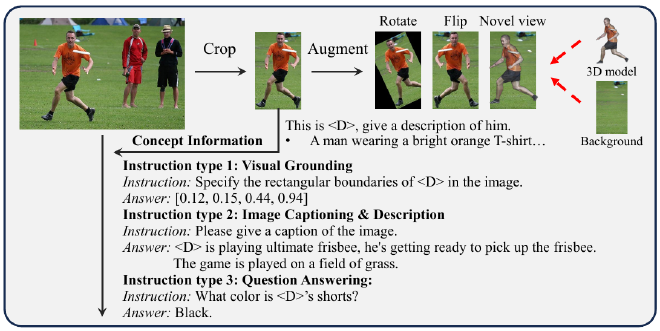 Crop
Augment
Rotate
Flip
Novel view
3D model
Background
This is <D>, give a description of him.
• A man wearing a bright orange T-shirt…
Concept Information
Instruction type 1: Visual Grounding
Instruction: Specify the rectangular boundaries of <D> in the image.
Answer: [0.12, 0.15, 0.44, 0.94]
Instruction type 2: Image Captioning & Description
Instruction: Please give a caption of the image.
Answer: <D> is playing ultimate frisbee, he's getting ready to pick up the frisbee.
The game is played on a field of grass.
Instruction type 3: Question Answering:
Instruction: What color is <D>'s shorts?
Answer: Black.